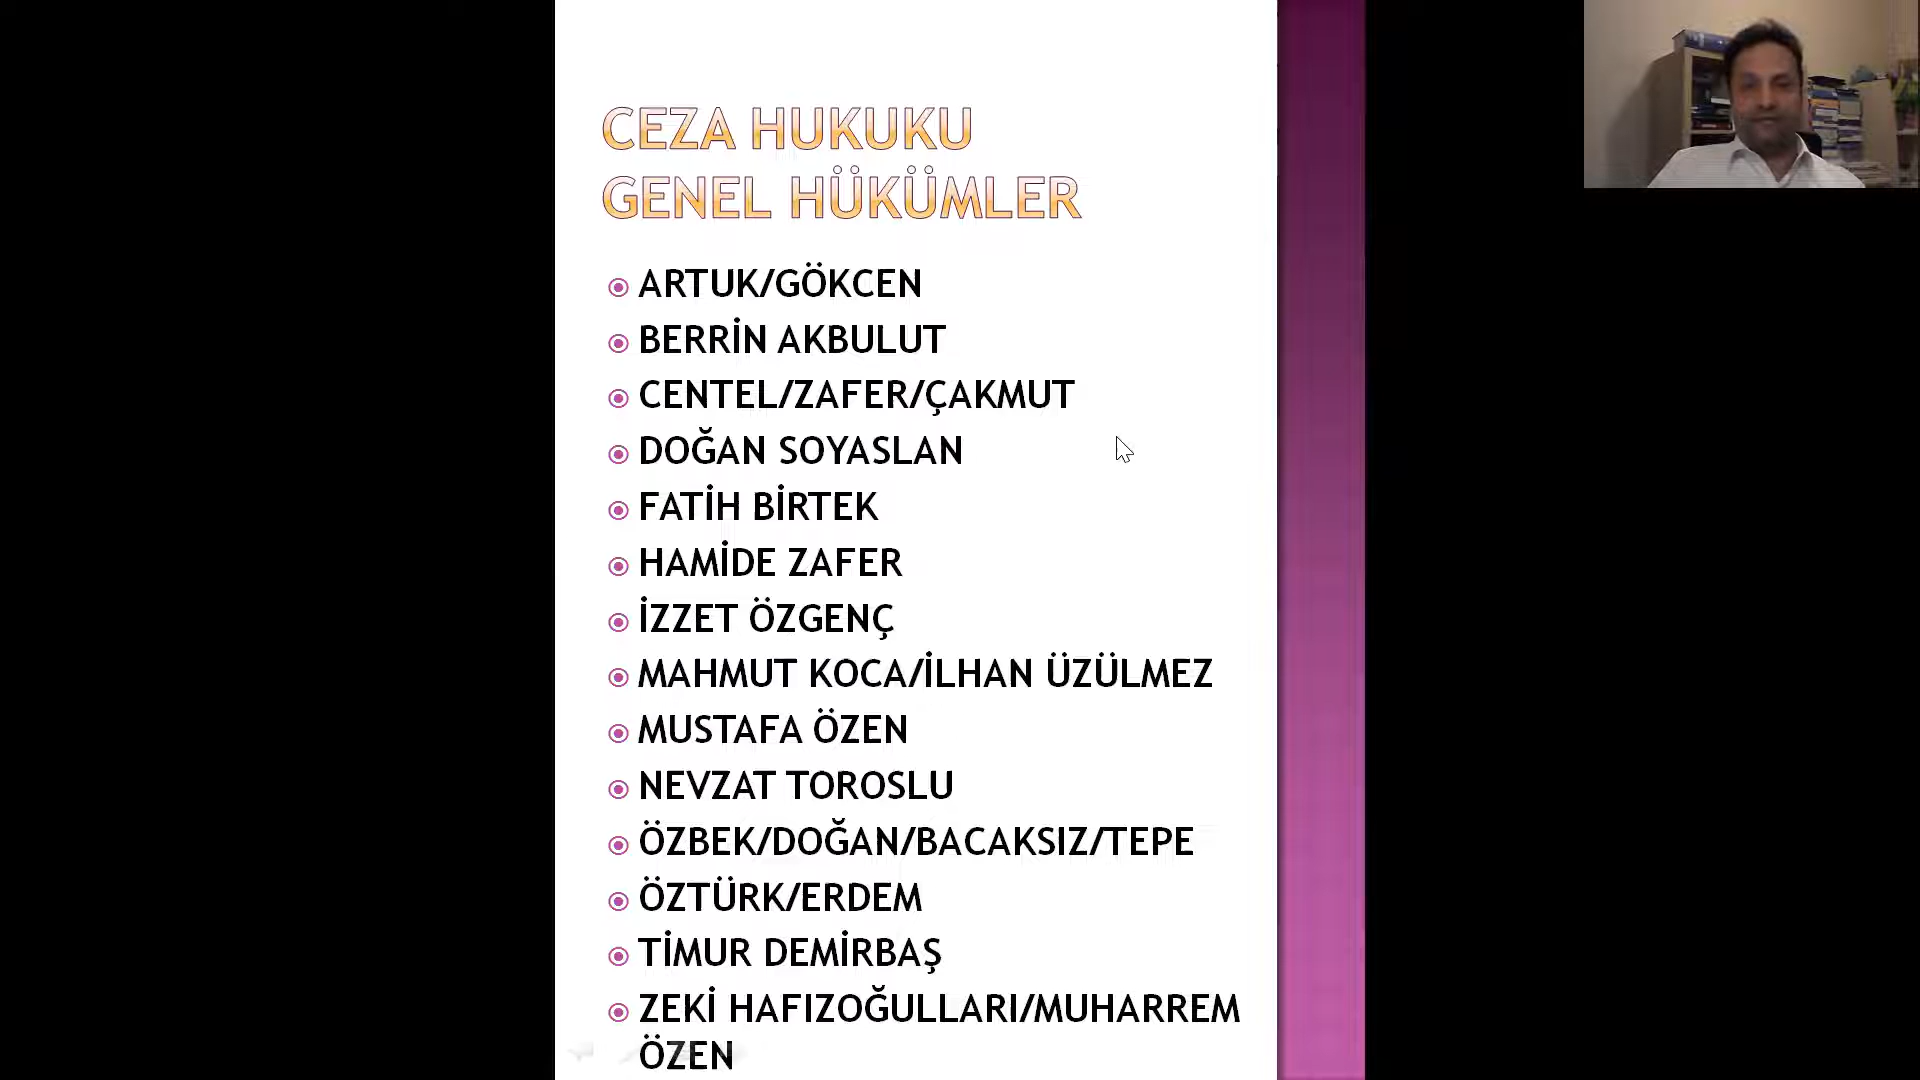 CEZA HUKUKU
GENEL HÜKÜMLER
ARTUK/GÖKCEN
BERRİN AKBULUT
CENTEL/ZAFER/ÇAKMUT
DOĞAN SOYASLAN
FATİH BİRTEK
HAMİDE ZAFER
İZZET ÖZGENÇ
MAHMUT KOCA/İLHAN ÜZÜLMEZ
MUSTAFA ÖZEN
NEVZAT TOROSLU
ÖZBEK/DOĞAN/BACAKSIZ/TEPE
ÖZTÜRK/ERDEM
TİMUR DEMİRBAŞ
ZEKİ HAFIZOĞULLARI/MUHARREM
ÖZEN